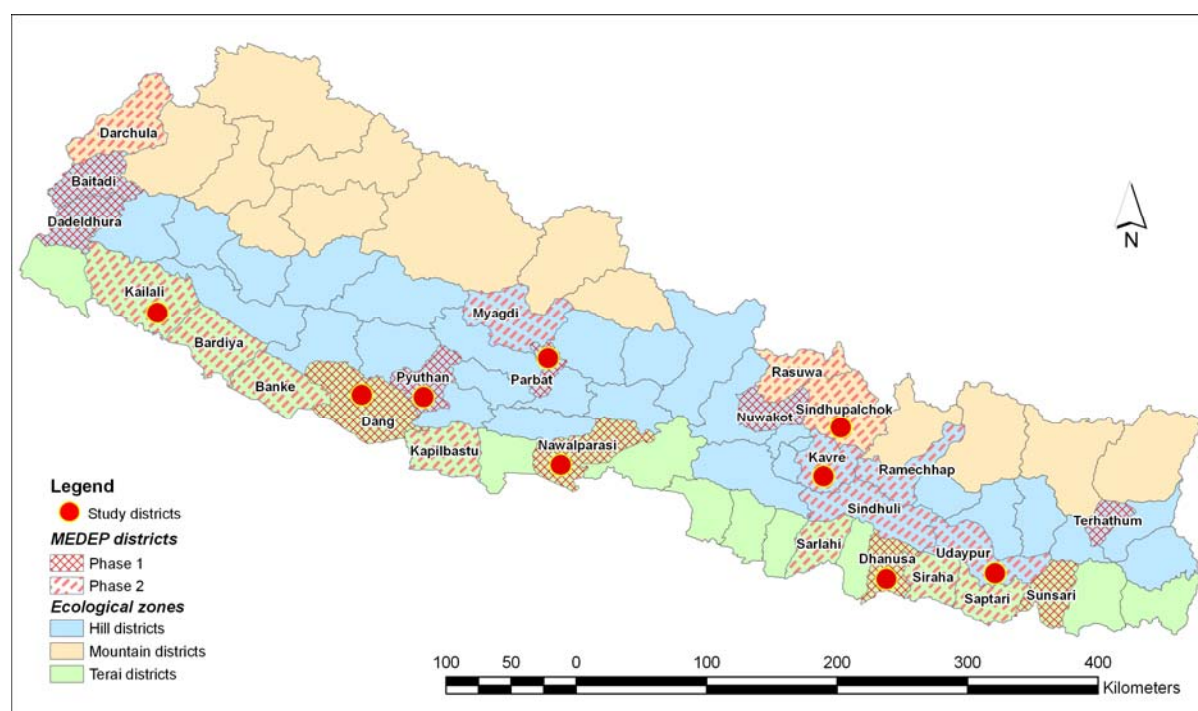 Darchula
Baitadi
Dadeldhura
N
Kailali
Myagdi
Bardiya
Rasuwa
Banke
Pyuthan
Parbat
Nuwakot
Sindhupalchok
Dang
Nawalparasi
Kapilbastu
Kavre
Ramechhap
Sindhuli
Terhathum
Sarlahi
Dhanusa
Udaypur
Siraha
Saptari
Sunsari
Legend
Study districts
MEDEP districts
Phase 1
Phase 2
Ecological zones
Hill districts
Mountain districts
Terai districts
100 50 0 100 200 300 400
Kilometers